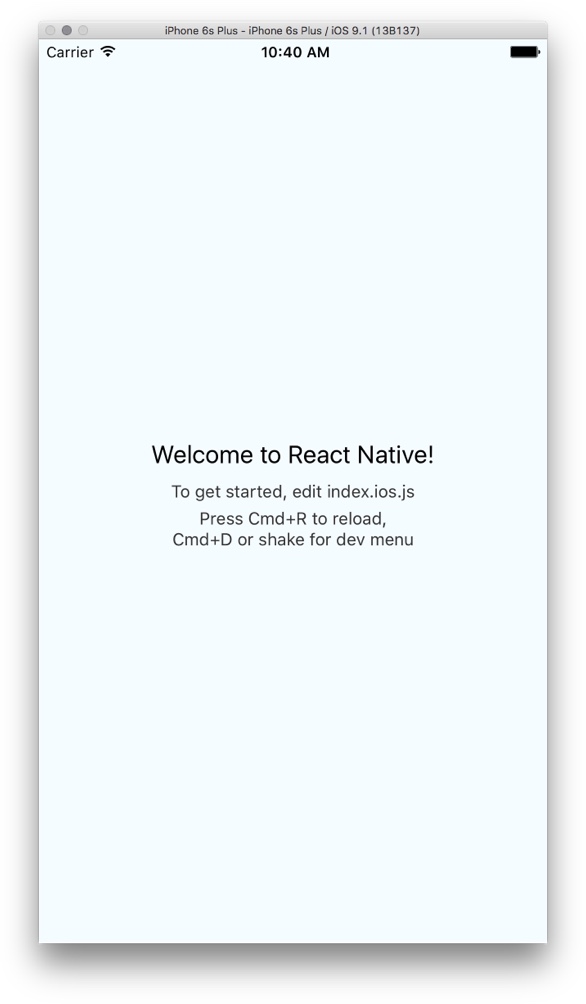 iPhone 6s Plus - iPhone 6s Plus / iOS 9.1 (13B137)
Carrier 10:40 AM
Welcome to React Native!
To get started, edit index.ios.js
Press Cmd+R to reload,
Cmd+D or shake for dev menu